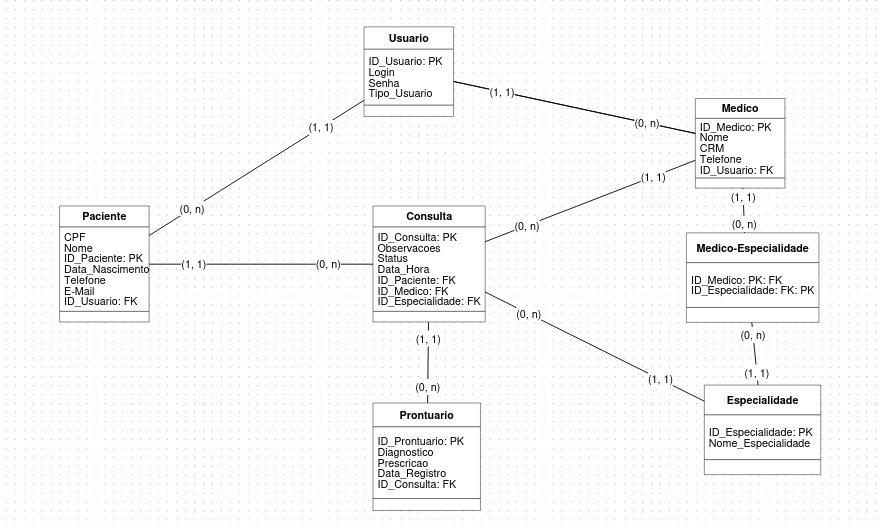 Usuario
ID_Usuario: PK
Login
Senha
Tipo_Usuario
(1, 1)
(0, n)
(1, 1)
(0, n)
Medico
ID_Medico: PK
Nome
CRM
Telefone
ID_Usuario: FK
Paciente
CPF
Nome
ID_Paciente: PK
Data_Nascimento
Telefone
E-Mail
ID_Usuario: FK
(1, 1)
(0, n)
Consulta
ID_Consulta: PK
Observacoes
Status
Data_Hora
ID_Paciente: FK
ID_Medico: FK
ID_Especialidade: FK
(0, n)
(1, 1)
(1, 1)
(0, n)
Medico-Especialidade
ID_Medico: PK: FK
ID_Especialidade: FK: PK
(0, n)
(1, 1)
(0, n)
(1, 1)
Especialidade
ID_Especialidade: PK
Nome_Especialidade
(1, 1)
(0, n)
Prontuario
ID_Prontuario: PK
Diagnostico
Prescricao
Data_Registro
ID_Consulta: FK